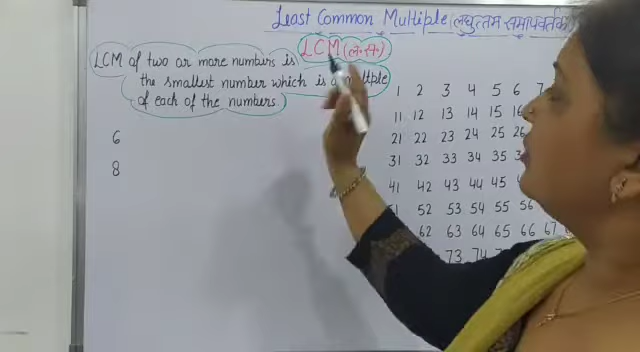 Least Common Multiple (लघुत्तम समापवर्तक)
LCM (ल॰स॰)
LCM of two or more numbers is
the smallest number which is a multiple
of each of the numbers.
6
8
1 2 3 4 5 6 7
11 12 13 14 15 16
21 22 23 24 25 26
31 32 33 34 35
41 42 43 44 45
51 52 53 54 55 56
62 63 64 65 66 67
73 74